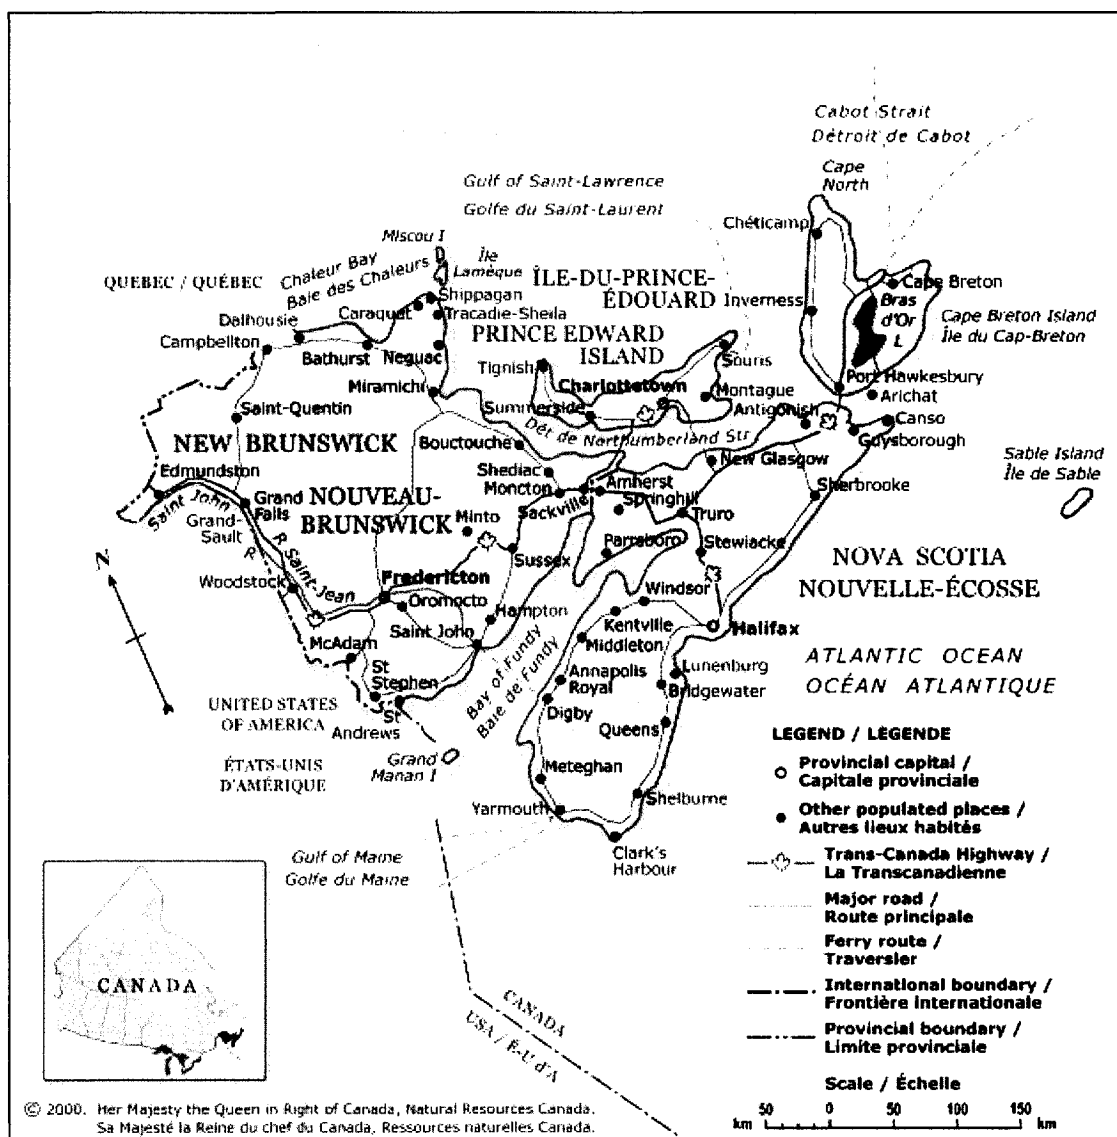 Cabot Strait
Détroit de Cabot
Cape
North
Gulf of Saint-Lawrence
Golfe du Saint-Laurent
Chéticamp
Miscou I
Île
Lamèque
QUEBEC / QUÉBEC
Chaleur Bay
Baie des Chaleurs
ÎLE-DU-PRINCE-
ÉDOUARD
Inverness
Cape Breton
Bras
d'Or
L
Cape Breton Island
Île du Cap-Breton
Shippagan
Caraquet
Tracadie-Sheila
Dalhousie
Campbellton
Bathurst
Neguac
PRINCE EDWARD
ISLAND
Tignish
Souris
Miramichi
Charlottetown
Montague
Port Hawkesbury
Arichat
Saint-Quentin
Summerside
Antigonish
Canso
Guysborough
Dét de Northumberland Str
NEW BRUNSWICK
Bouctouche
Sable Island
Île de Sable
Edmundston
Shediac
Moncton
New Glasgow
Sherbrooke
Amherst
Springhill
Sackville
Saint John
R Saint-Jean
R
Grand
Falls
Grand-
Sault
NOUVEAU-
BRUNSWICK
Minto
Truro
Parrsboro
Stewiacke
Sussex
NOVA SCOTIA
NOUVELLE-ÉCOSSE
N
Woodstock
Fredericton
Oromocto
Hampton
Windsor
Kentville
Halifax
McAdam
Saint John
Middleton
Bay of Fundy
Baie de Fundy
ATLANTIC OCEAN
OCÉAN ATLANTIQUE
St
Stephen
Annapolis
Royal
Lunenburg
Bridgewater
UNITED STATES
OF AMERICA
St
Andrews
Digby
Queens
ÉTATS-UNIS
D'AMÉRIQUE
Grand
Manan I
Meteghan
Yarmouth
Shelburne
Clark's
Harbour
Gulf of Maine
Golfe du Maine
LEGEND / LÉGENDE
Provincial capital /
Capitale provinciale
Other populated places /
Autres lieux habités
Trans-Canada Highway /
La Transcanadienne
Major road /
Route principale
Ferry route /
Traversier
International boundary /
Frontière internationale
Provincial boundary /
Limite provinciale
Scale / Échelle
50 0 50 100 150
km km
CANADA
CANADA
USA / É-U d'A
© 2000. Her Majesty the Queen in Right of Canada, Natural Resources Canada.
Sa Majesté la Reine du chef du Canada, Ressources naturelles Canada.